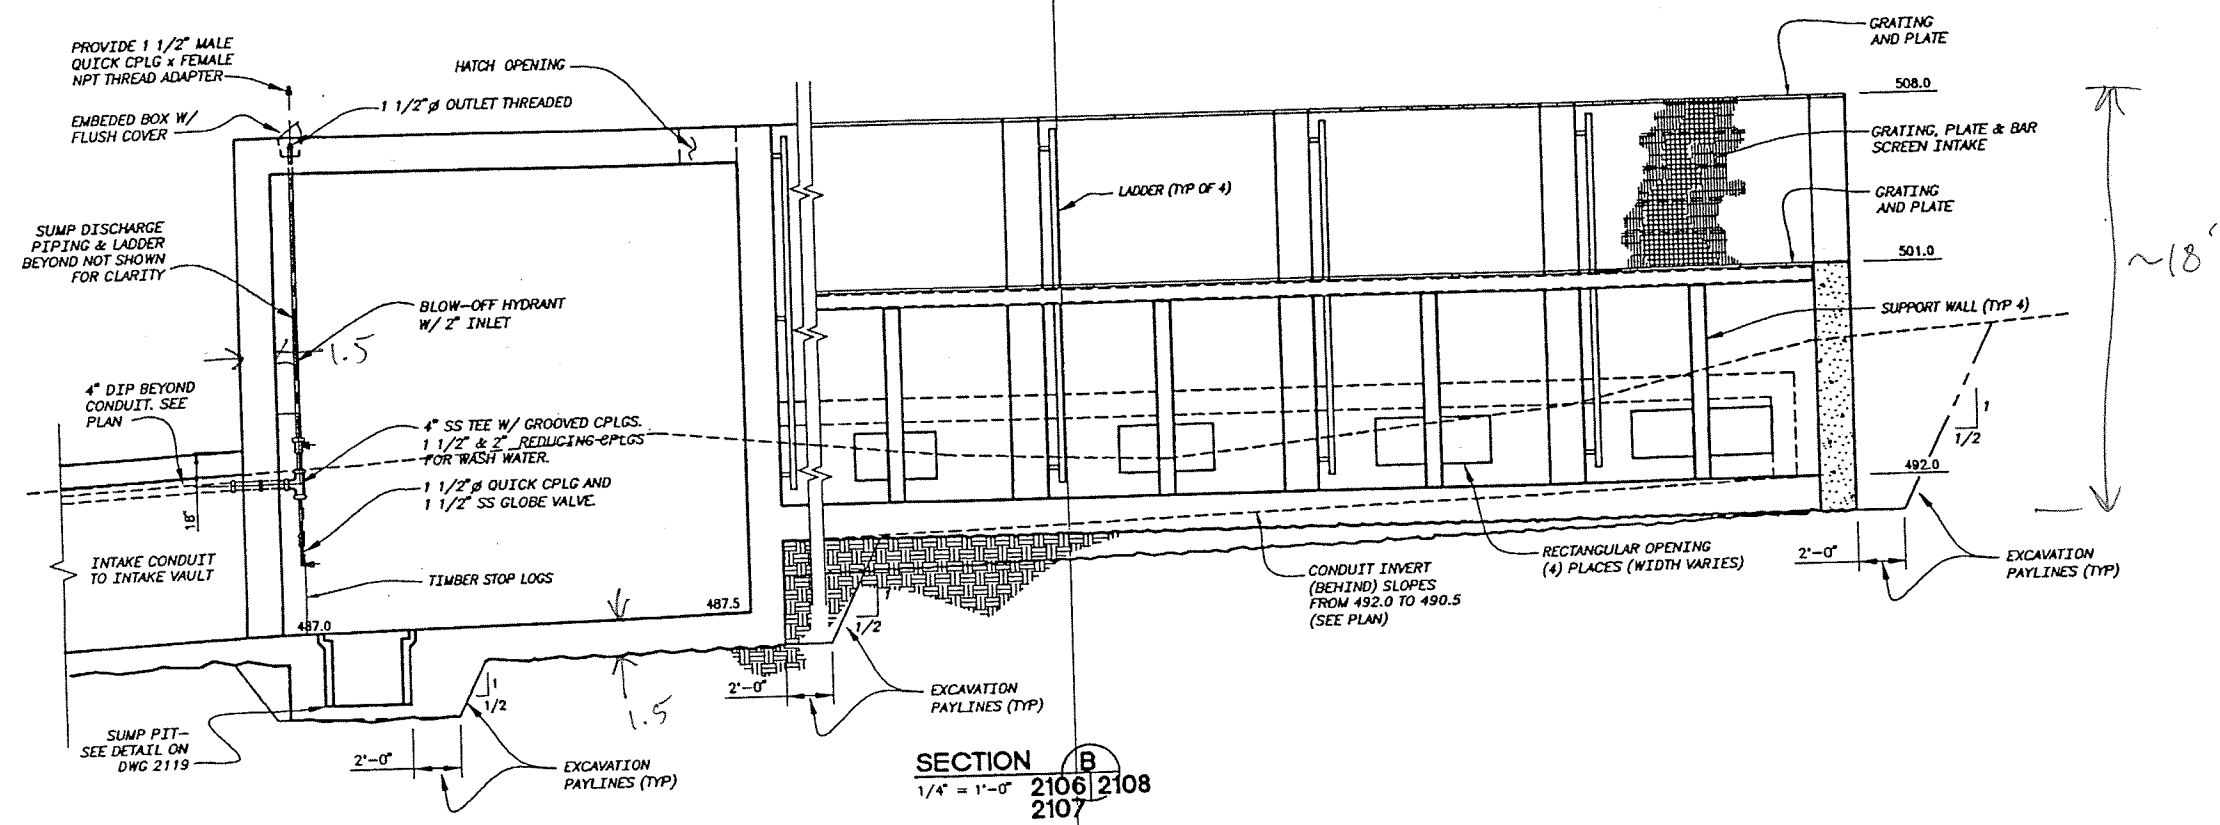 PROVIDE 1 1/2" MALE
QUICK CPLG x FEMALE
NPT THREAD ADAPTER
HATCH OPENING
1 1/2"ø OUTLET THREADED
EMBEDED BOX W/
FLUSH COVER
GRATING
AND PLATE
508.0
GRATING, PLATE & BAR
SCREEN INTAKE
LADDER (TYP OF 4)
GRATING
AND PLATE
501.0
~18'
SUMP DISCHARGE
PIPING & LADDER
BEYOND NOT SHOWN
FOR CLARITY
BLOW-OFF HYDRANT
W/ 2" INLET
SUPPORT WALL (TYP 4)
1.5
4" DIP BEYOND
CONDUIT. SEE
PLAN
4" SS TEE W/ GROOVED CPLGS.
1 1/2" & 2" REDUCING CPLGS
FOR WASH WATER.
1
1/2
492.0
18"
1 1/2"ø QUICK CPLG AND
1 1/2" SS GLOBE VALVE.
INTAKE CONDUIT
TO INTAKE VAULT
TIMBER STOP LOGS
RECTANGULAR OPENING
(4) PLACES (WIDTH VARIES)
2'-0"
EXCAVATION
PAYLINES (TYP)
CONDUIT INVERT
(BEHIND) SLOPES
FROM 492.0 TO 490.5
(SEE PLAN)
487.5
487.0
1
1/2
1
1/2
2'-0"
EXCAVATION
PAYLINES (TYP)
1.5
SUMP PIT-
SEE DETAIL ON
DWG 2119
2'-0"
EXCAVATION
PAYLINES (TYP)
SECTION B
1/4" = 1'-0" 2106 2108
2107